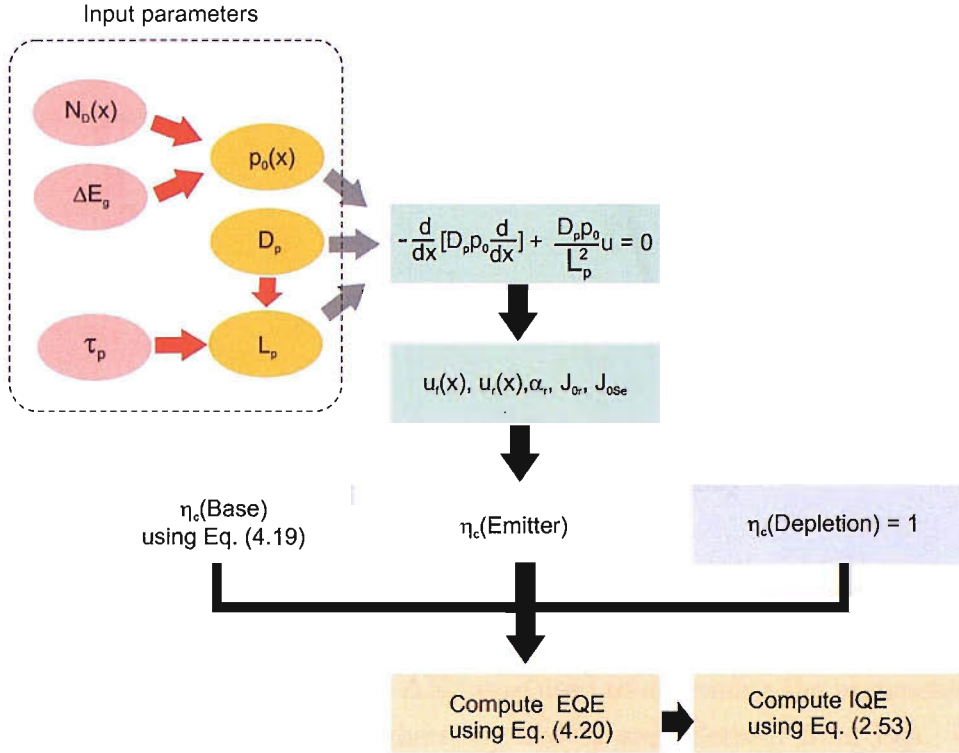 Input parameters
N_D(x)
p_0(x)
ΔE_g
D_p
τ_p
L_p
-d/dx[D_p p_0 d/dx] + D_p p_0/L_p^2 u = 0
u_f(x), u_r(x),α_r, J_0r, J_0Se
η_c(Base)
using Eq. (4.19)
η_c(Emitter)
η_c(Depletion) = 1
Compute EQE
using Eq. (4.20)
Compute IQE
using Eq. (2.53)